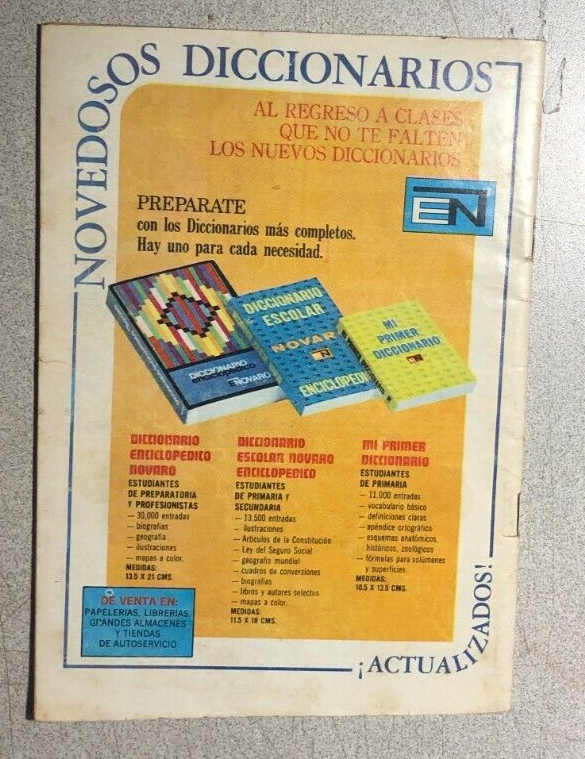 NOVEDOSOS DICCIONARIOS
AL REGRESO A CLASES
QUE NO TE FALTEN
LOS NUEVOS DICCIONARIOS
EN
PREPARATE
con los Diccionarios más completos.
Hay uno para cada necesidad.
DICCIONARIO
NOVARO
DICCIONARIO
ESCOLAR
NOVAR
EN
ENCICLOPEDI
MI
PRIMER
DICCIONARIO
DICCIONARIO
ENCICLOPEDICO
NOVARO
ESTUDIANTES
DE PREPARATORIA
Y PROFESIONISTAS
— 30,000 entradas
— biografias
— geografia
— ilustraciones
— mapas a color.
MEDIDAS:
13.5 X 21 CMS.
DICCIONARIO
ESCOLAR NOVARO
ENCICLOPEDICO
ESTUDIANTES
DE PRIMARIA Y
SECUNDARIA
— 13,500 entradas
— ilustraciones
— Artículos de la Constitución
— Ley del Seguro Social
— geografía mundial
— cuadros de conversiones
— biografias
— libros y autores selectos
— mapas a color.
MEDIDAS:
11.5 X 18 CMS.
MI PRIMER
DICCIONARIO
ESTUDIANTES
DE PRIMARIA
— 11,000 entradas
— vocabulario básico
— definiciones claras
— apéndice ortográfico
— esquemas anatómicos,
históricos, zoológicos
— fórmulas para volúmenes
y superficies
MEDIDAS:
10.5 X 13.5 CMS.
DE VENTA EN:
PAPELERIAS, LIBRERIAS,
GRANDES ALMACENES
Y TIENDAS
DE AUTOSERVICIO
¡ACTUALIZADOS!